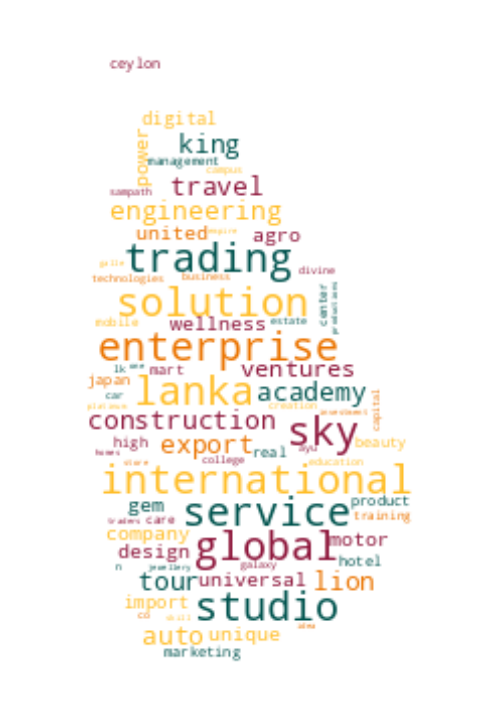 ceylon
digital
power
king
management
campus
sampath
travel
engineering
united
empire
agro
trading
galle
divine
technologies
business
solution
center
productions
mobile
wellness
estate
enterprise
lk
one
mart
ventures
japan
car
lanka
academy
platinum
creation
investment
capital
construction
sky
high
export
real
ayu
beauty
homes
store
college
education
international
gem
service
product
traders
care
training
company
global
motor
design
n
jewellery
galaxy
hotel
tour
universal
lion
import
studio
co
skill
idea
auto
unique
marketing